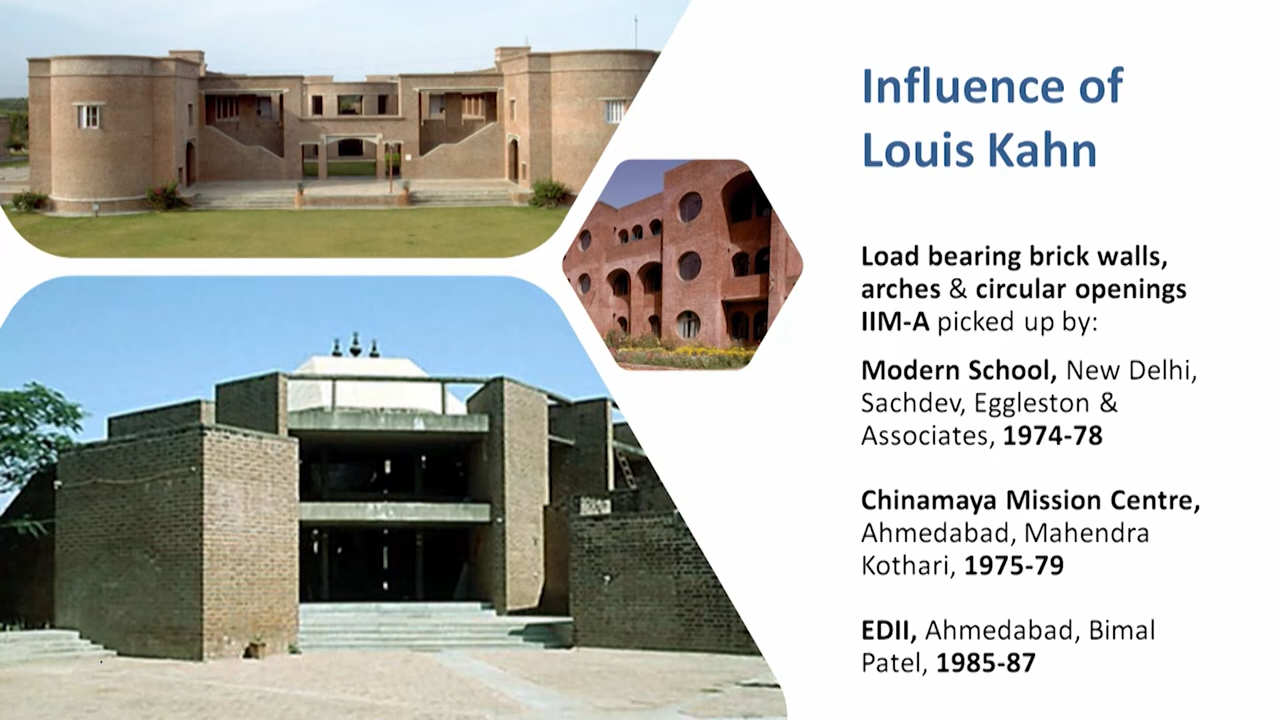 Influence of
Louis Kahn
Load bearing brick walls,
arches & circular openings
IIM-A picked up by:
Modern School, New Delhi,
Sachdev, Eggleston &
Associates, 1974-78
Chinamaya Mission Centre,
Ahmedabad, Mahendra
Kothari, 1975-79
EDII, Ahmedabad, Bimal
Patel, 1985-87